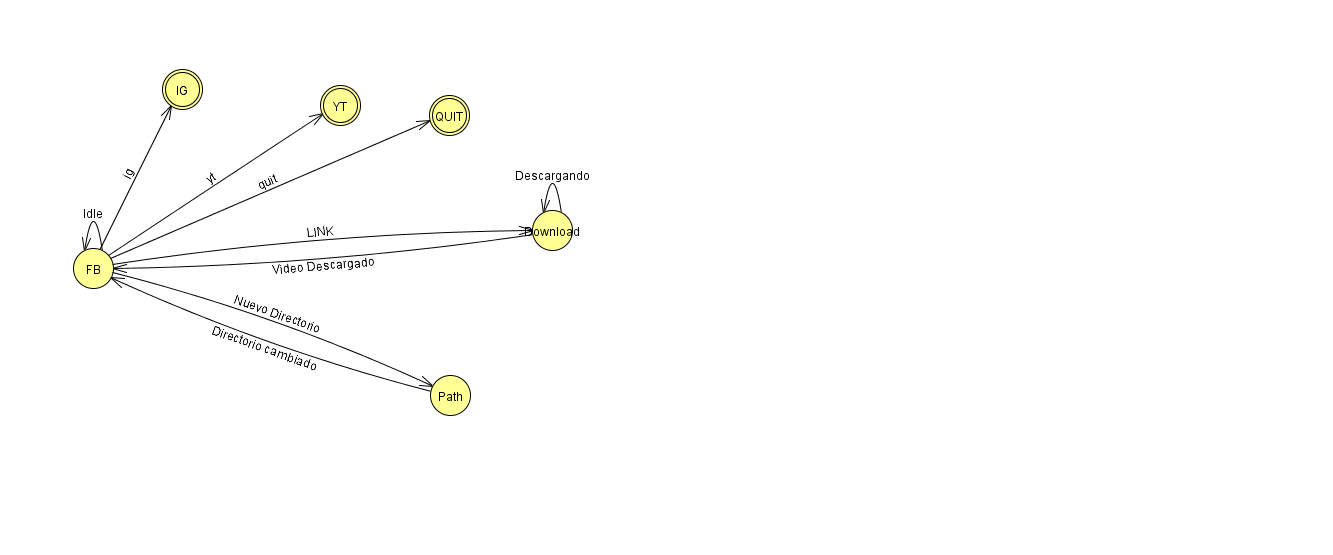 IG
YT
QUIT
ig
yt
quit
Descargando
Idle
LINK
Download
FB
Video Descargado
Nuevo Directorio
Directorio cambiado
Path